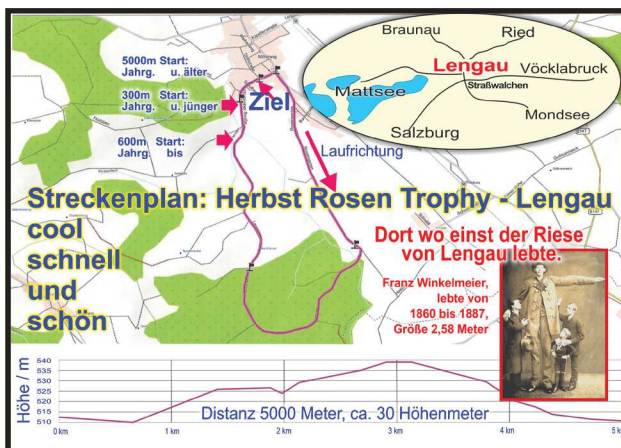 5000m Start:
Jahrg. u. älter
300m Start:
Jahrg. u. jünger
600m Start:
Jahrg. bis
Ziel
Laufrichtung
Braunau
Ried
Lengau
Vöcklabruck
Straßwalchen
Mattsee
Mondsee
Salzburg
Streckenplan: Herbst Rosen Trophy - Lengau
cool
schnell
und
schön
Dort wo einst der Riese
von Lengau lebte.
Franz Winkelmeier,
lebte von
1860 bis 1887,
Größe 2,58 Meter
Höhe / m
540
535
530
525
520
515
510
Distanz 5000 Meter, ca. 30 Höhenmeter
0 km
1 km
2 km
3 km
4 km
5 km